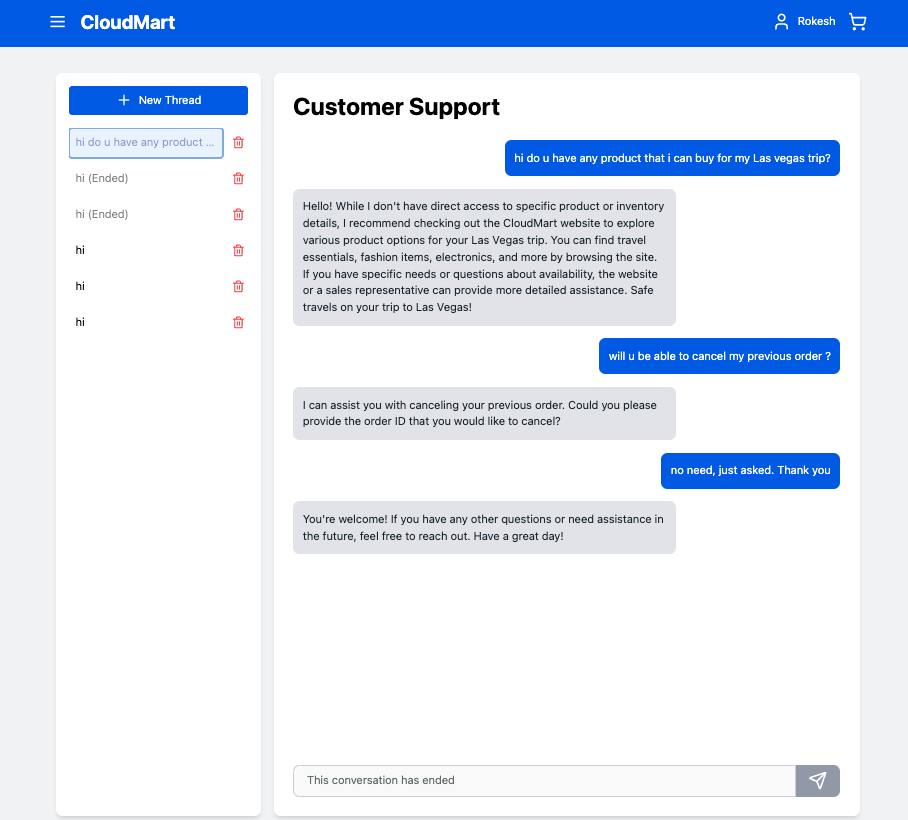 CloudMart
Rokesh
New Thread
hi do u have any product ...
hi (Ended)
hi (Ended)
hi
hi
hi
Customer Support
hi do u have any product that i can buy for my Las vegas trip?
Hello! While I don't have direct access to specific product or inventory
details, I recommend checking out the CloudMart website to explore
various product options for your Las Vegas trip. You can find travel
essentials, fashion items, electronics, and more by browsing the site.
If you have specific needs or questions about availability, the website
or a sales representative can provide more detailed assistance. Safe
travels on your trip to Las Vegas!
will u be able to cancel my previous order ?
I can assist you with canceling your previous order. Could you please
provide the order ID that you would like to cancel?
no need, just asked. Thank you
You're welcome! If you have any other questions or need assistance in
the future, feel free to reach out. Have a great day!
This conversation has ended